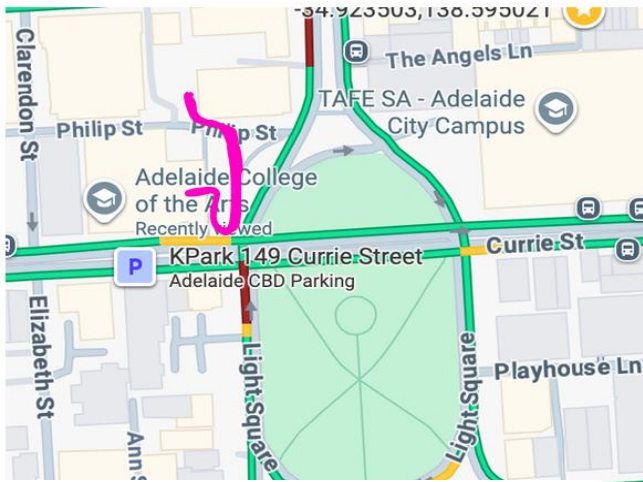 -34.923503,138.595021
Clarendon St
The Angels Ln
TAFE SA - Adelaide
City Campus
Philip St
Philip St
Adelaide College
of the Arts
Recently viewed
Currie St
P
KPark 149 Currie Street
Adelaide CBD Parking
Elizabeth St
Light Square
Light Square
Playhouse Ln
Ann S